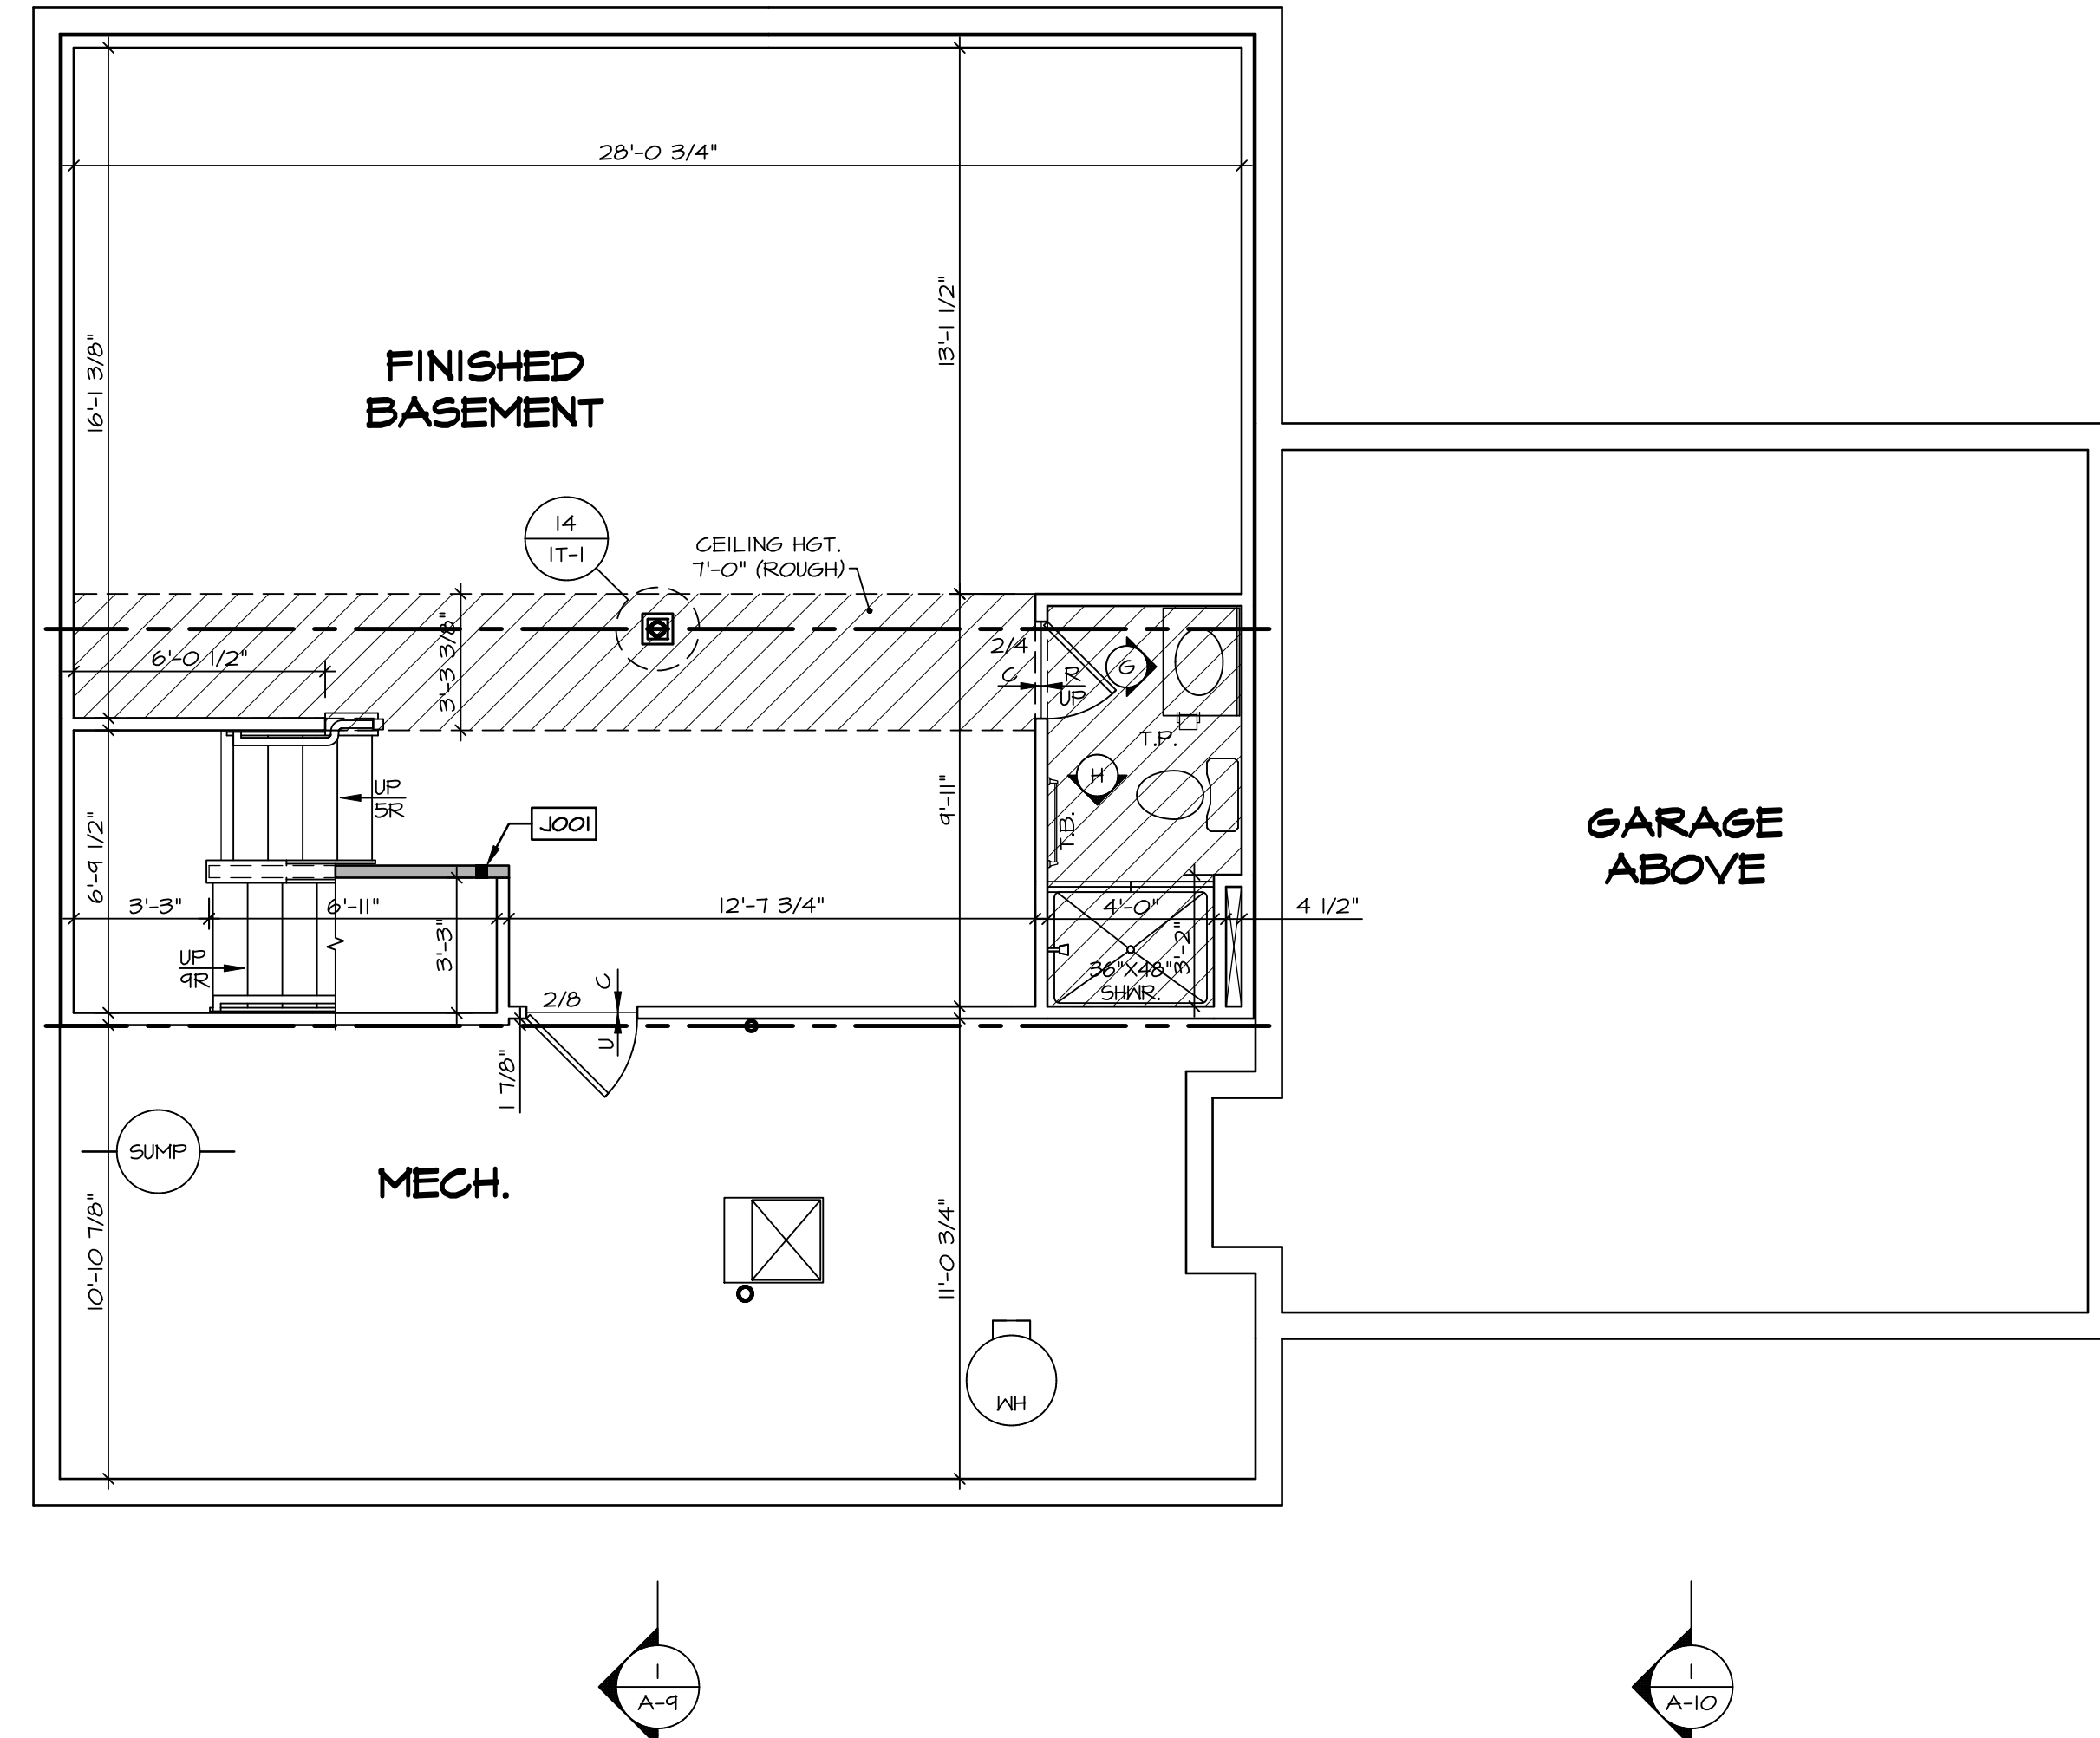 28'-0 3/4"
16'-1 3/8"
13'-1 1/2"
FINISHED
BASEMENT
14
1T-1
CEILING HGT.
7'-0" (ROUGH)
3'-3 3/8"
6'-0 1/2"
2/4
C
R
UP
G
T.P.
H
T.B.
UP
5R
J001
9'-11"
6'-9 1/2"
GARAGE
ABOVE
3'-3"
6'-11"
12'-7 3/4"
4'-0"
4 1/2"
3'-3"
3'-2"
UP
9R
36"X48"
SHWR.
2/8
C
U
1 7/8"
SUMP
MECH.
10'-10 7/8"
11'-0 3/4"
WH
1
A-9
1
A-10